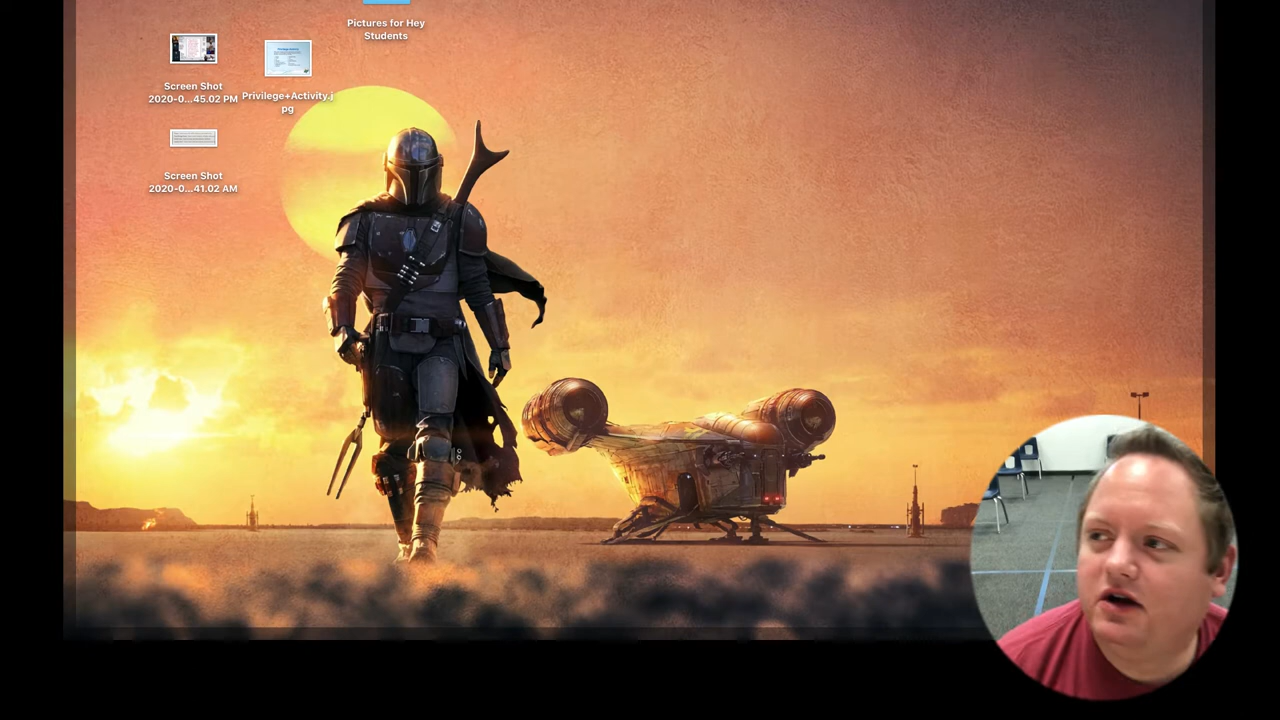 Pictures for Hey
Students
Screen Shot
2020-0...45.02 PM
Privilege+Activity.j
pg
Screen Shot
2020-0...41.02 AM